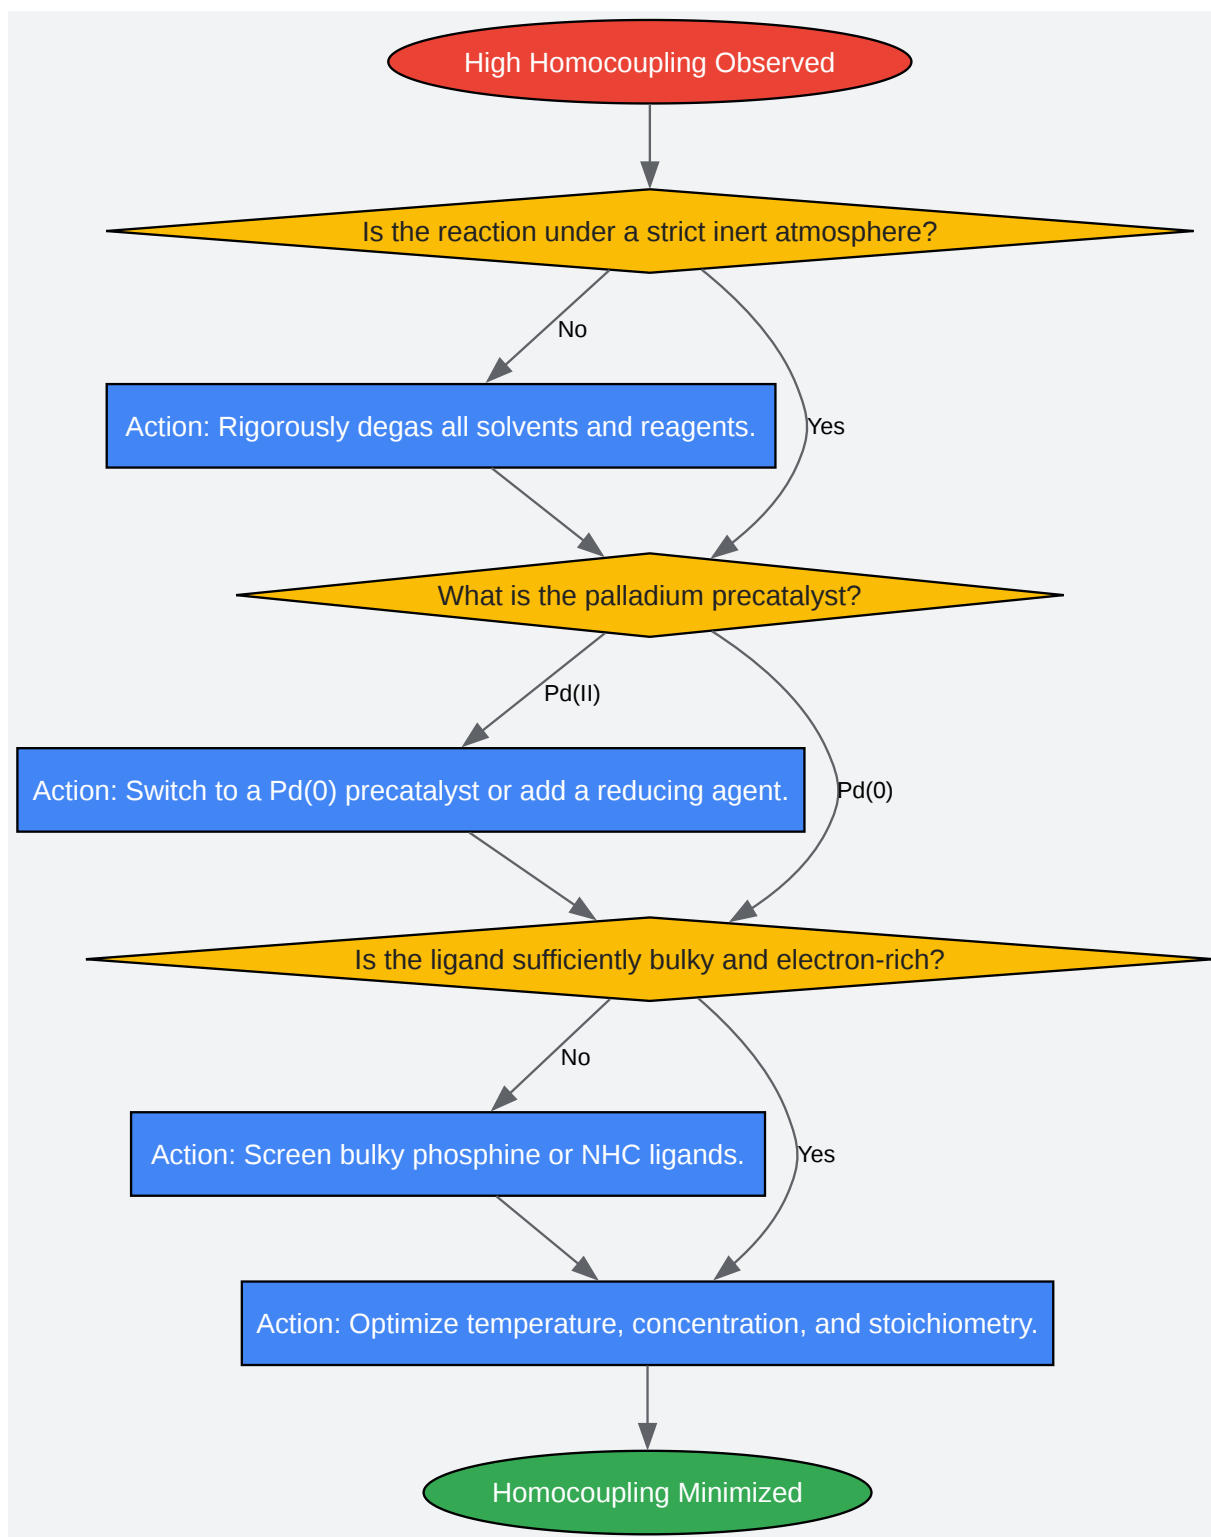 High Homocoupling Observed
Is the reaction under a strict inert atmosphere?
No
Action: Rigorously degas all solvents and reagents.
Yes
What is the palladium precatalyst?
Pd(II)
Action: Switch to a Pd(0) precatalyst or add a reducing agent.
Pd(0)
Is the ligand sufficiently bulky and electron-rich?
No
Action: Screen bulky phosphine or NHC ligands.
Yes
Action: Optimize temperature, concentration, and stoichiometry.
Homocoupling Minimized